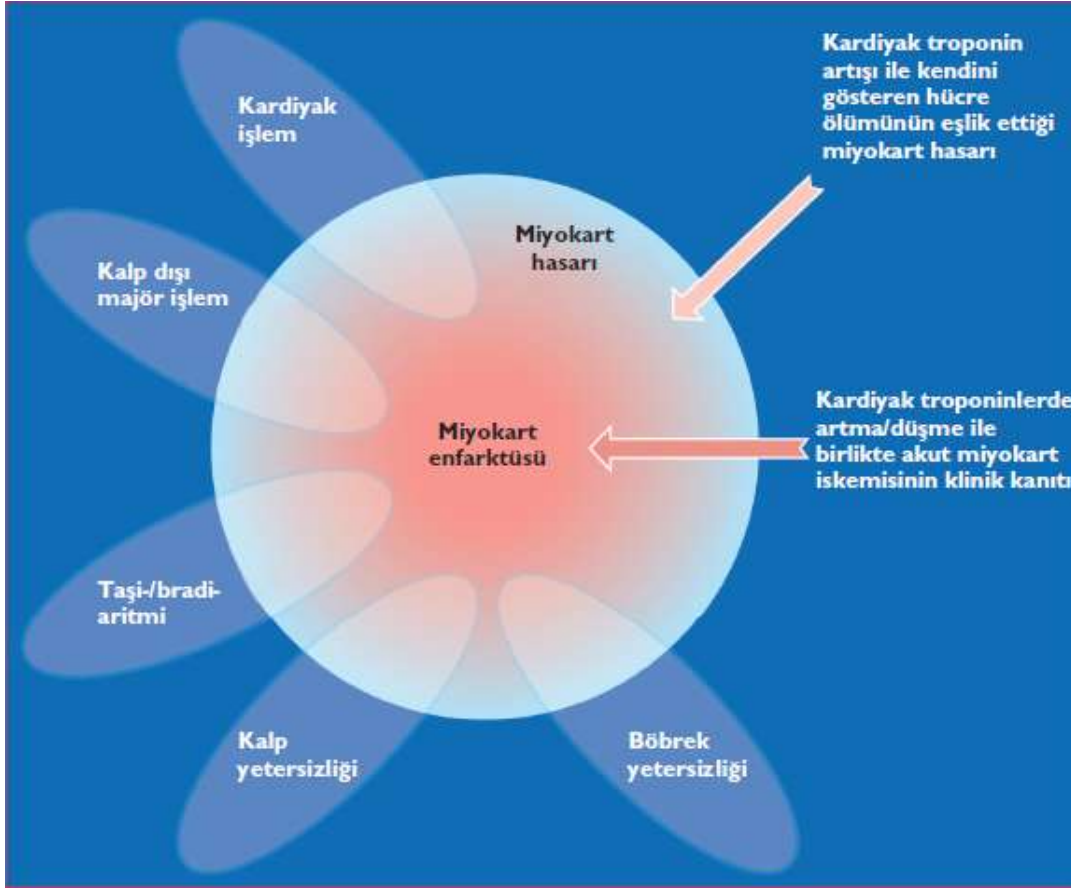 Kardiyak troponin
artışı ile kendini
gösteren hücre
ölümünün eşlik ettiği
miyokart hasarı
Kardiyak
işlem
Miyokart
hasarı
Kalp dışı
majör işlem
Kardiyak troponinlerde
artma/düşme ile
birlikte akut miyokart
iskemisinin klinik kanıtı
Miyokart
enfarktüsü
Taşi-/bradi-
aritmi
Kalp
yetersizliği
Böbrek
yetersizliği